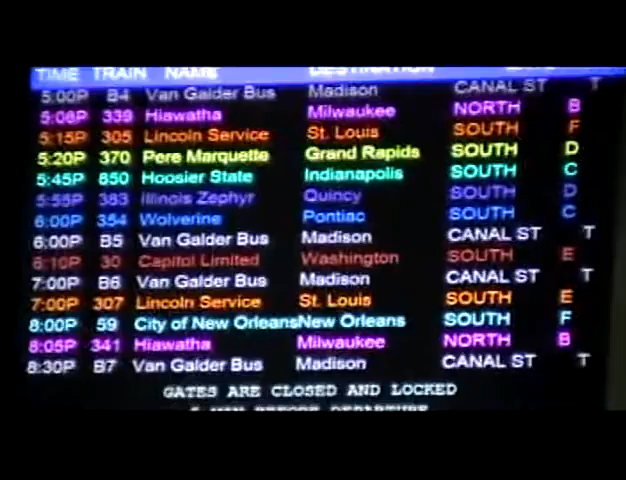 TIME TRAIN NAME DESTINATION
5:00P B4 Van Galder Bus Madison CANAL ST T
5:08P 339 Hiawatha Milwaukee NORTH B
5:15P 305 Lincoln Service St. Louis SOUTH F
5:20P 370 Pere Marquette Grand Rapids SOUTH D
5:45P 850 Hoosier State Indianapolis SOUTH C
5:55P 383 Illinois Zephyr Quincy SOUTH D
6:00P 354 Wolverine Pontiac SOUTH C
6:00P B5 Van Galder Bus Madison CANAL ST T
6:10P 30 Capitol Limited Washington SOUTH E
7:00P B6 Van Galder Bus Madison CANAL ST T
7:00P 307 Lincoln Service St. Louis SOUTH E
8:00P 59 City of New Orleans New Orleans SOUTH F
8:05P 341 Hiawatha Milwaukee NORTH B
8:30P B7 Van Galder Bus Madison CANAL ST T
GATES ARE CLOSED AND LOCKED
BEFORE DEPARTURE